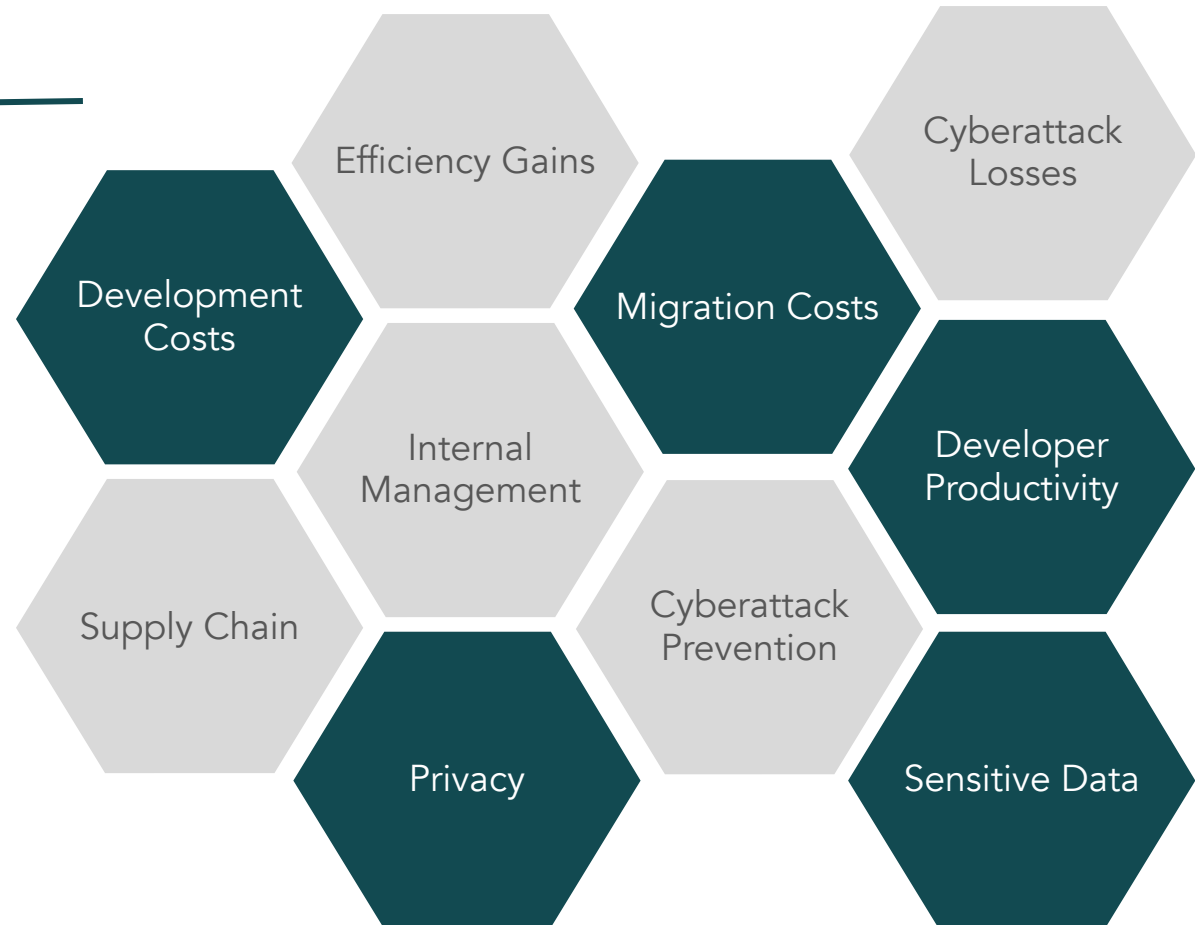 Efficiency Gains
Cyberattack
Losses
Development
Costs
Migration Costs
Internal
Management
Developer
Productivity
Supply Chain
Cyberattack
Prevention
Privacy
Sensitive Data